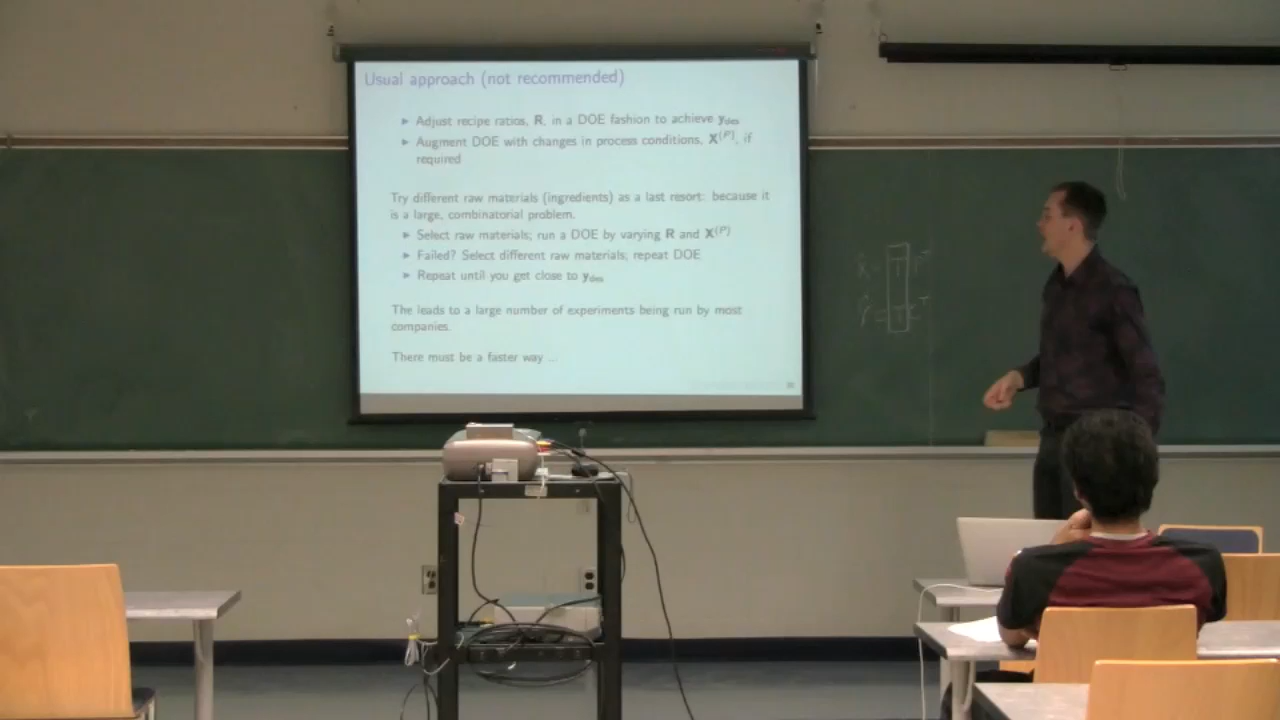 Usual approach (not recommended)
► Adjust recipe ratios, R, in a DOE fashion to achieve y_des
► Augment DOE with changes in process conditions, X^(P), if
required
Try different raw materials (ingredients) as a last resort: because it
is a large, combinatorial problem.
► Select raw materials; run a DOE by varying R and X^(P)
► Failed? Select different raw materials; repeat DOE
► Repeat until you get close to y_des
The leads to a large number of experiments being run by most
companies.
There must be a faster way ...